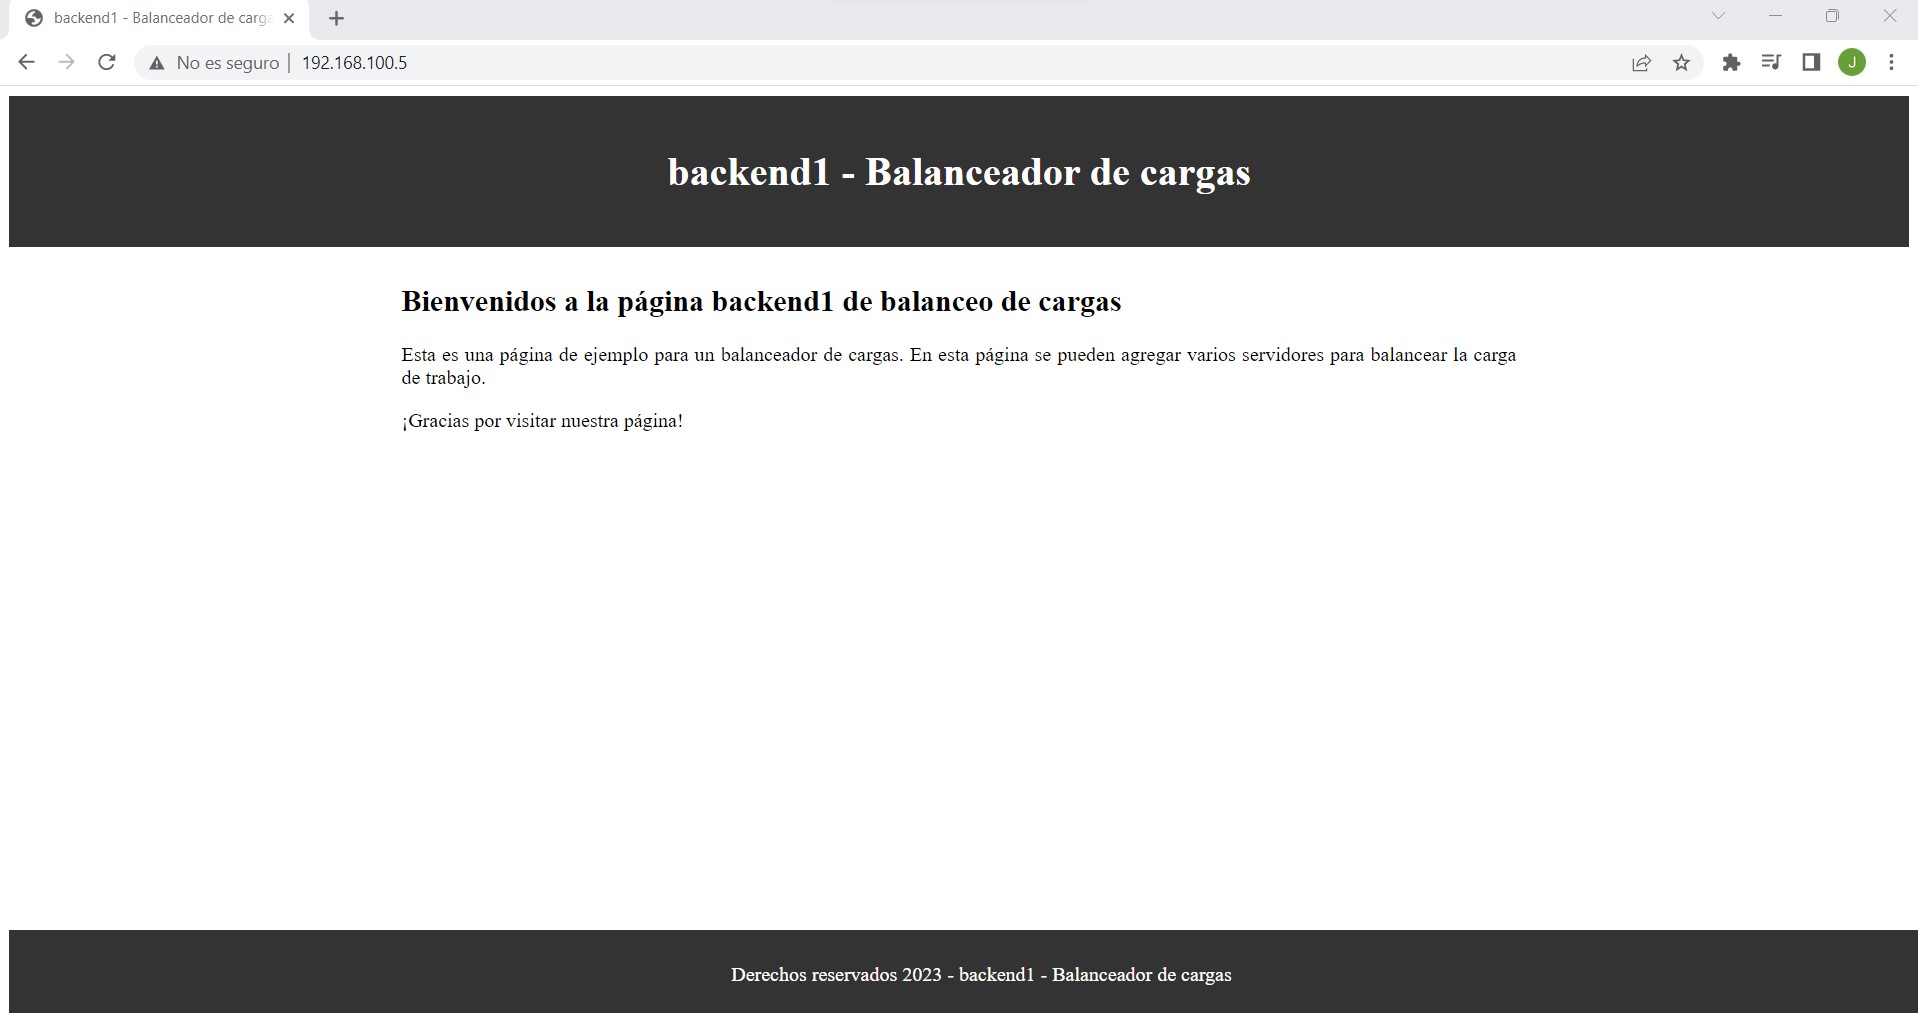 backend1 - Balanceador de carga
No es seguro | 192.168.100.5
J
backend1 - Balanceador de cargas
Bienvenidos a la página backend1 de balanceo de cargas
Esta es una página de ejemplo para un balanceador de cargas. En esta página se pueden agregar varios servidores para balancear la carga
de trabajo.
¡Gracias por visitar nuestra página!
Derechos reservados 2023 - backend1 - Balanceador de cargas